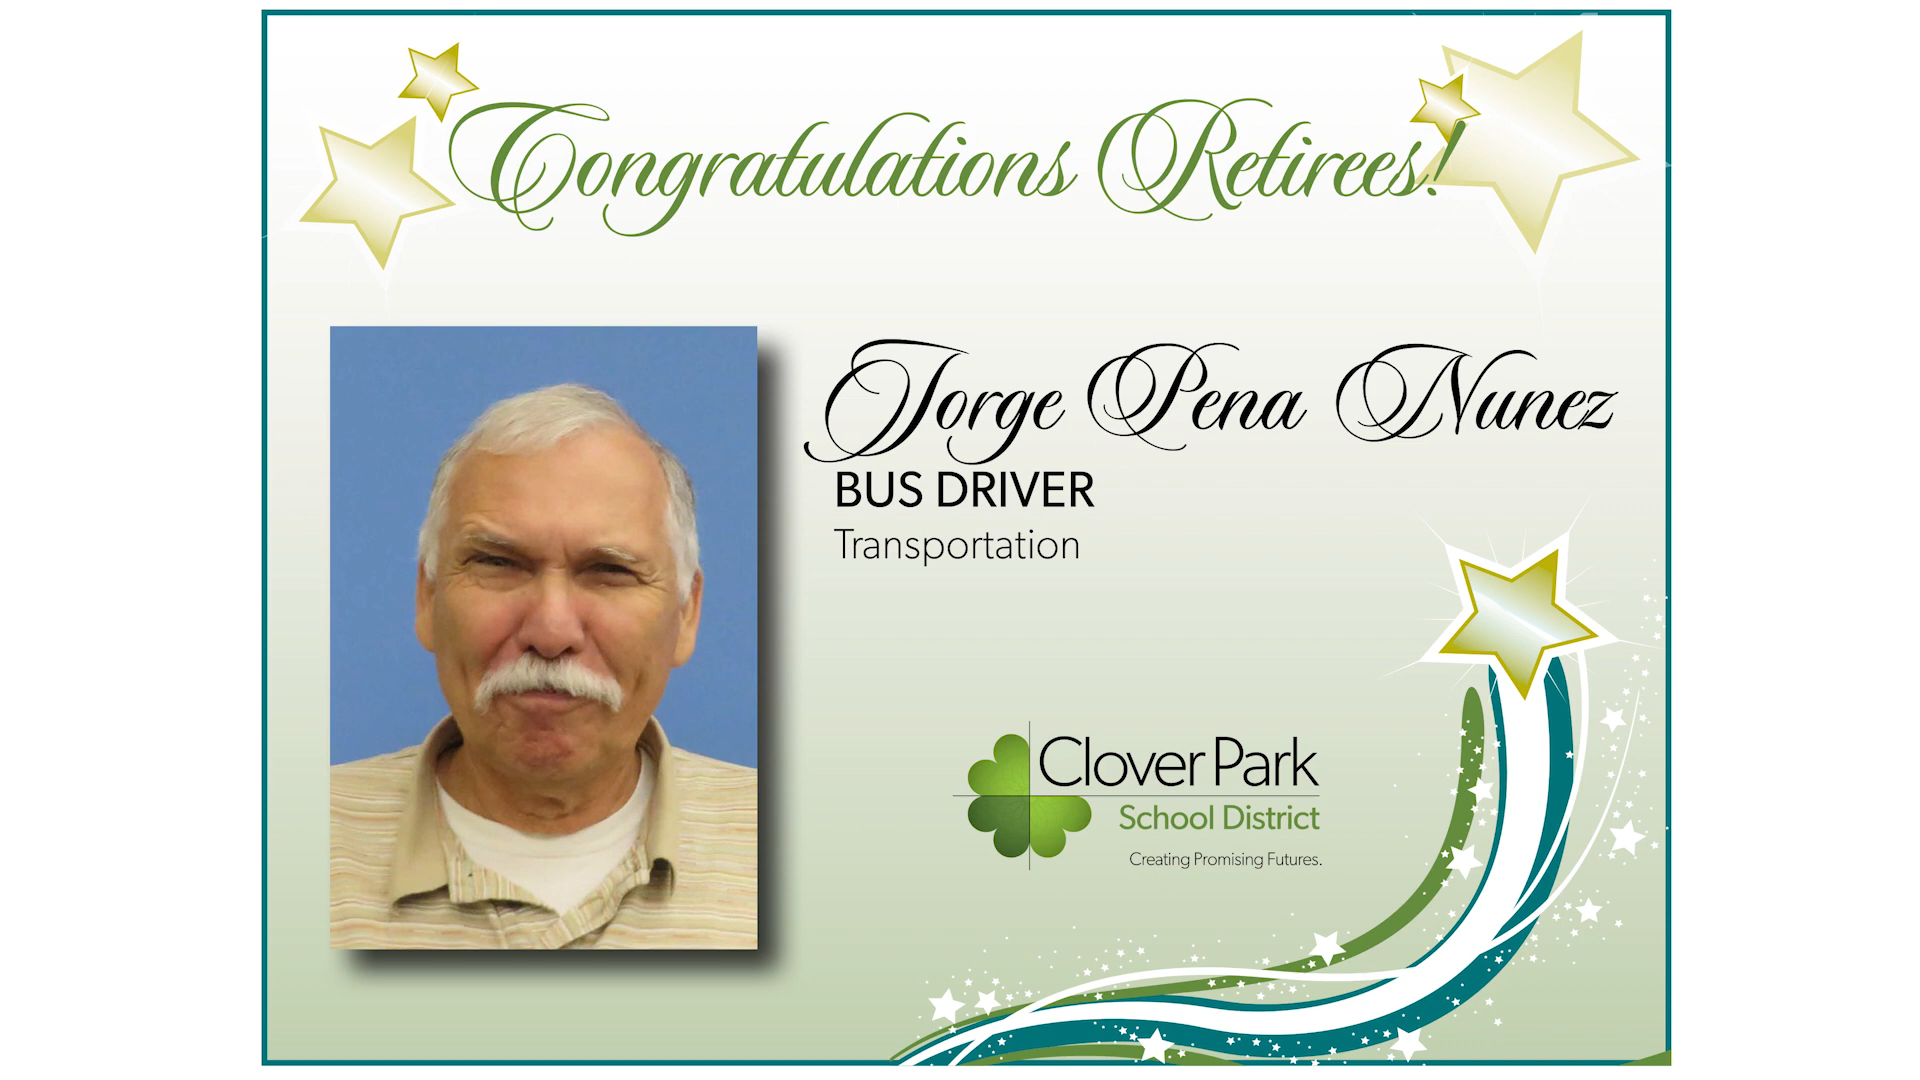 Congratulations Retirees!
Jorge Pena Nunez
BUS DRIVER
Transportation
Clover Park
School District
Creating Promising Futures.